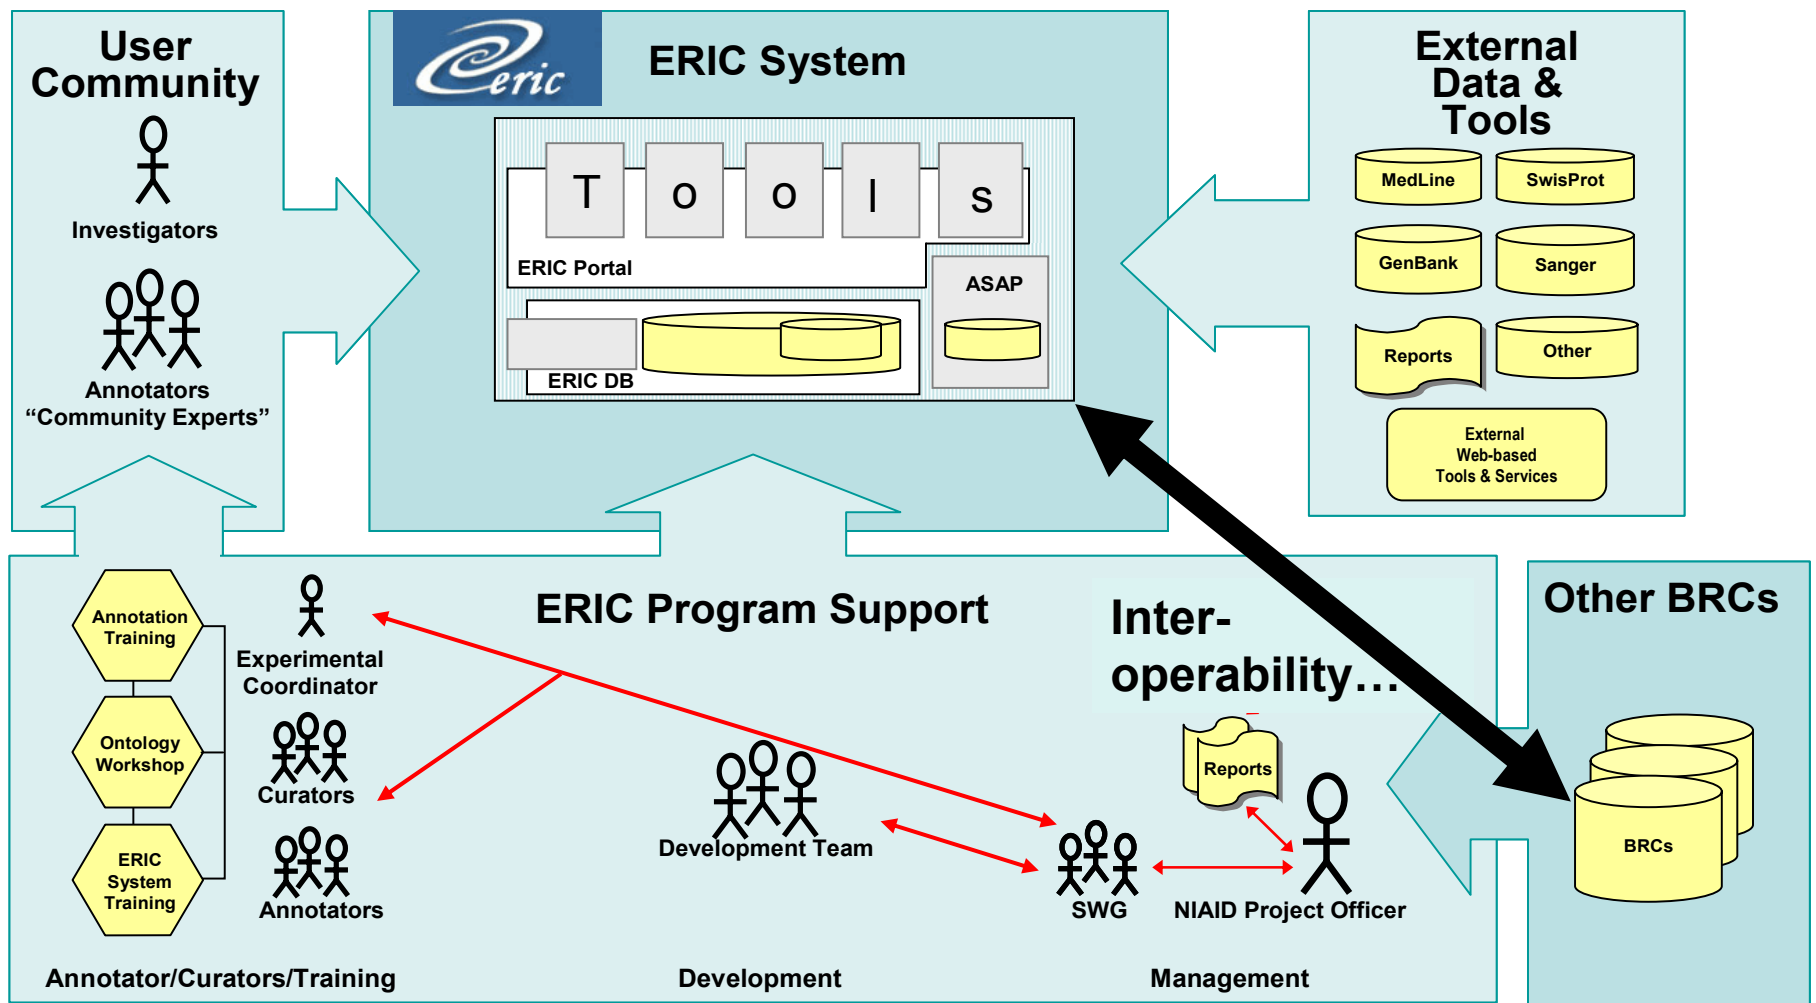 User
Community
Investigators
Annotators
“Community Experts”
eric
ERIC System
T o o l s
ERIC Portal
ASAP
ERIC DB
External
Data &
Tools
MedLine
SwisProt
GenBank
Sanger
Reports
Other
External
Web-based
Tools & Services
ERIC Program Support
Annotation
Training
Ontology
Workshop
ERIC
System
Training
Experimental
Coordinator
Curators
Annotators
Development Team
Inter-
operability…
Reports
SWG
NIAID Project Officer
Annotator/Curators/Training
Development
Management
Other BRCs
BRCs